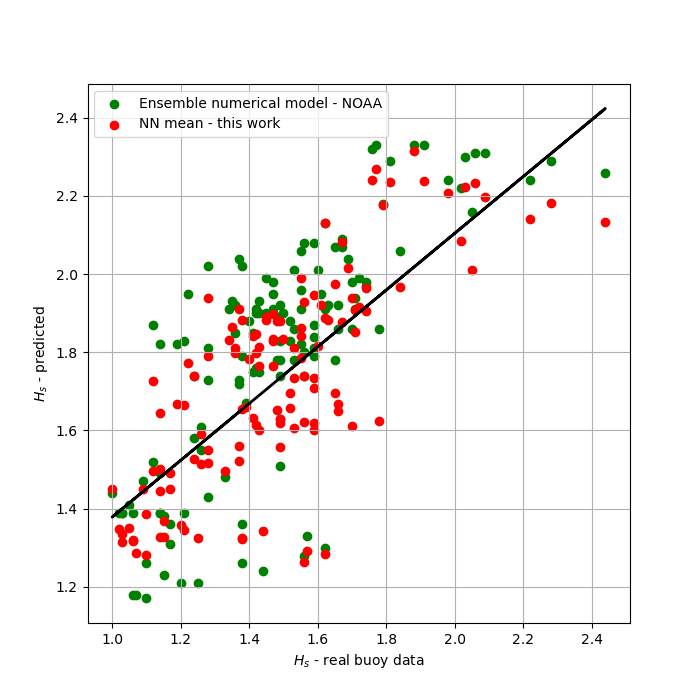 Ensemble numerical model - NOAA
NN mean - this work
2.4
2.2
2.0
1.8
1.6
1.4
1.2
Hs - predicted
1.0 1.2 1.4 1.6 1.8 2.0 2.2 2.4
Hs - real buoy data